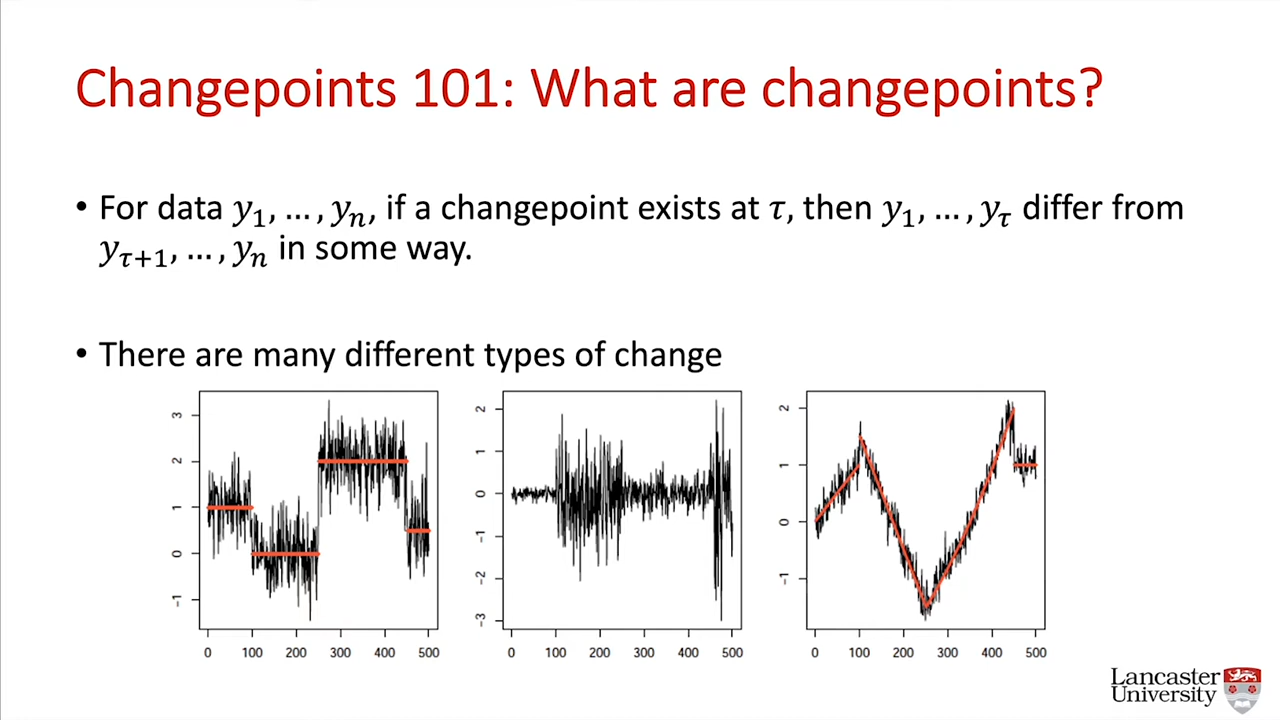 Changepoints 101: What are changepoints?
• For data y₁, …, yₙ, if a changepoint exists at τ, then y₁, …, y_τ differ from
y_{τ+1}, …, yₙ in some way.
• There are many different types of change
3
2
1
0
-1
0 100 200 300 400 500
2
1
0
-1
-2
-3
0 100 200 300 400 500
2
1
0
-1
0 100 200 300 400 500
Lancaster
University